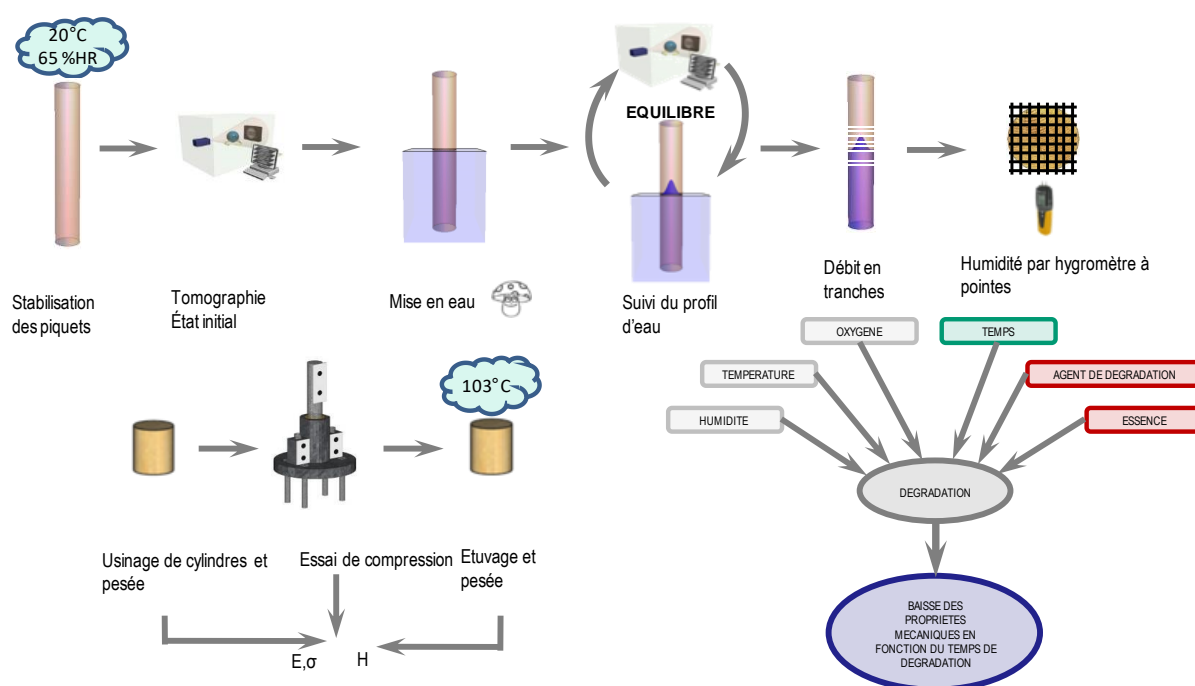 20°C
65 %HR
EQUILIBRE
Stabilisation
des piquets
Tomographie
État initial
Mise en eau
Suivi du profil
d'eau
Débit en
tranches
Humidité par hygromètre à
pointes
OXYGENE
TEMPS
TEMPERATURE
AGENT DE DEGRADATION
HUMIDITE
ESSENCE
DEGRADATION
BAISSE DES
PROPRIETES
MECANIQUES EN
FONCTION DU TEMPS DE
DEGRADATION
103°C
Usinage de cylindres et
pesée
Essai de compression
Etuvage et
pesée
E,σ
H